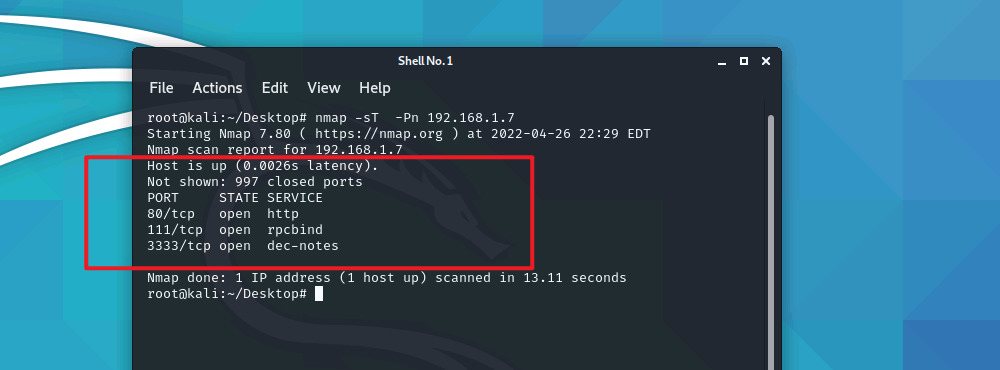 Shell No. 1
File Actions Edit View Help
root@kali:~/Desktop# nmap -sT  -Pn 192.168.1.7
Starting Nmap 7.80 ( https://nmap.org ) at 2022-04-26 22:29 EDT
Nmap scan report for 192.168.1.7
Host is up (0.0026s latency).
Not shown: 997 closed ports
PORT     STATE SERVICE
80/tcp   open  http
111/tcp  open  rpcbind
3333/tcp open  dec-notes
Nmap done: 1 IP address (1 host up) scanned in 13.11 seconds
root@kali:~/Desktop#